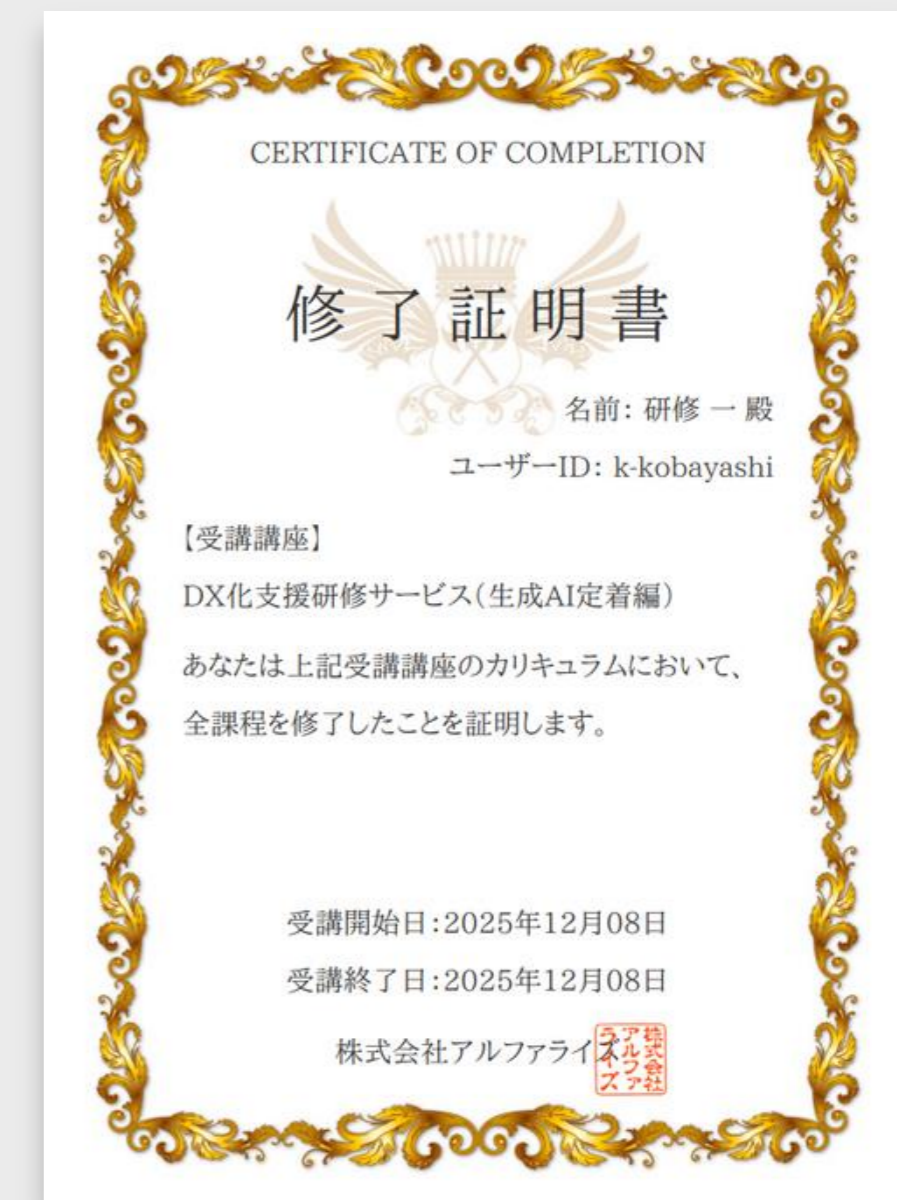 CERTIFICATE OF COMPLETION
修了証明書
名前: 研修 一 殿
ユーザーID: k-kobayashi
【受講講座】
DX化支援研修サービス(生成AI定着編)
あなたは上記受講講座のカリキュラムにおいて、
全課程を修了したことを証明します。
受講開始日:2025年12月08日
受講終了日:2025年12月08日
株式会社アルファライズ
株式会社
アルファ
ライズ